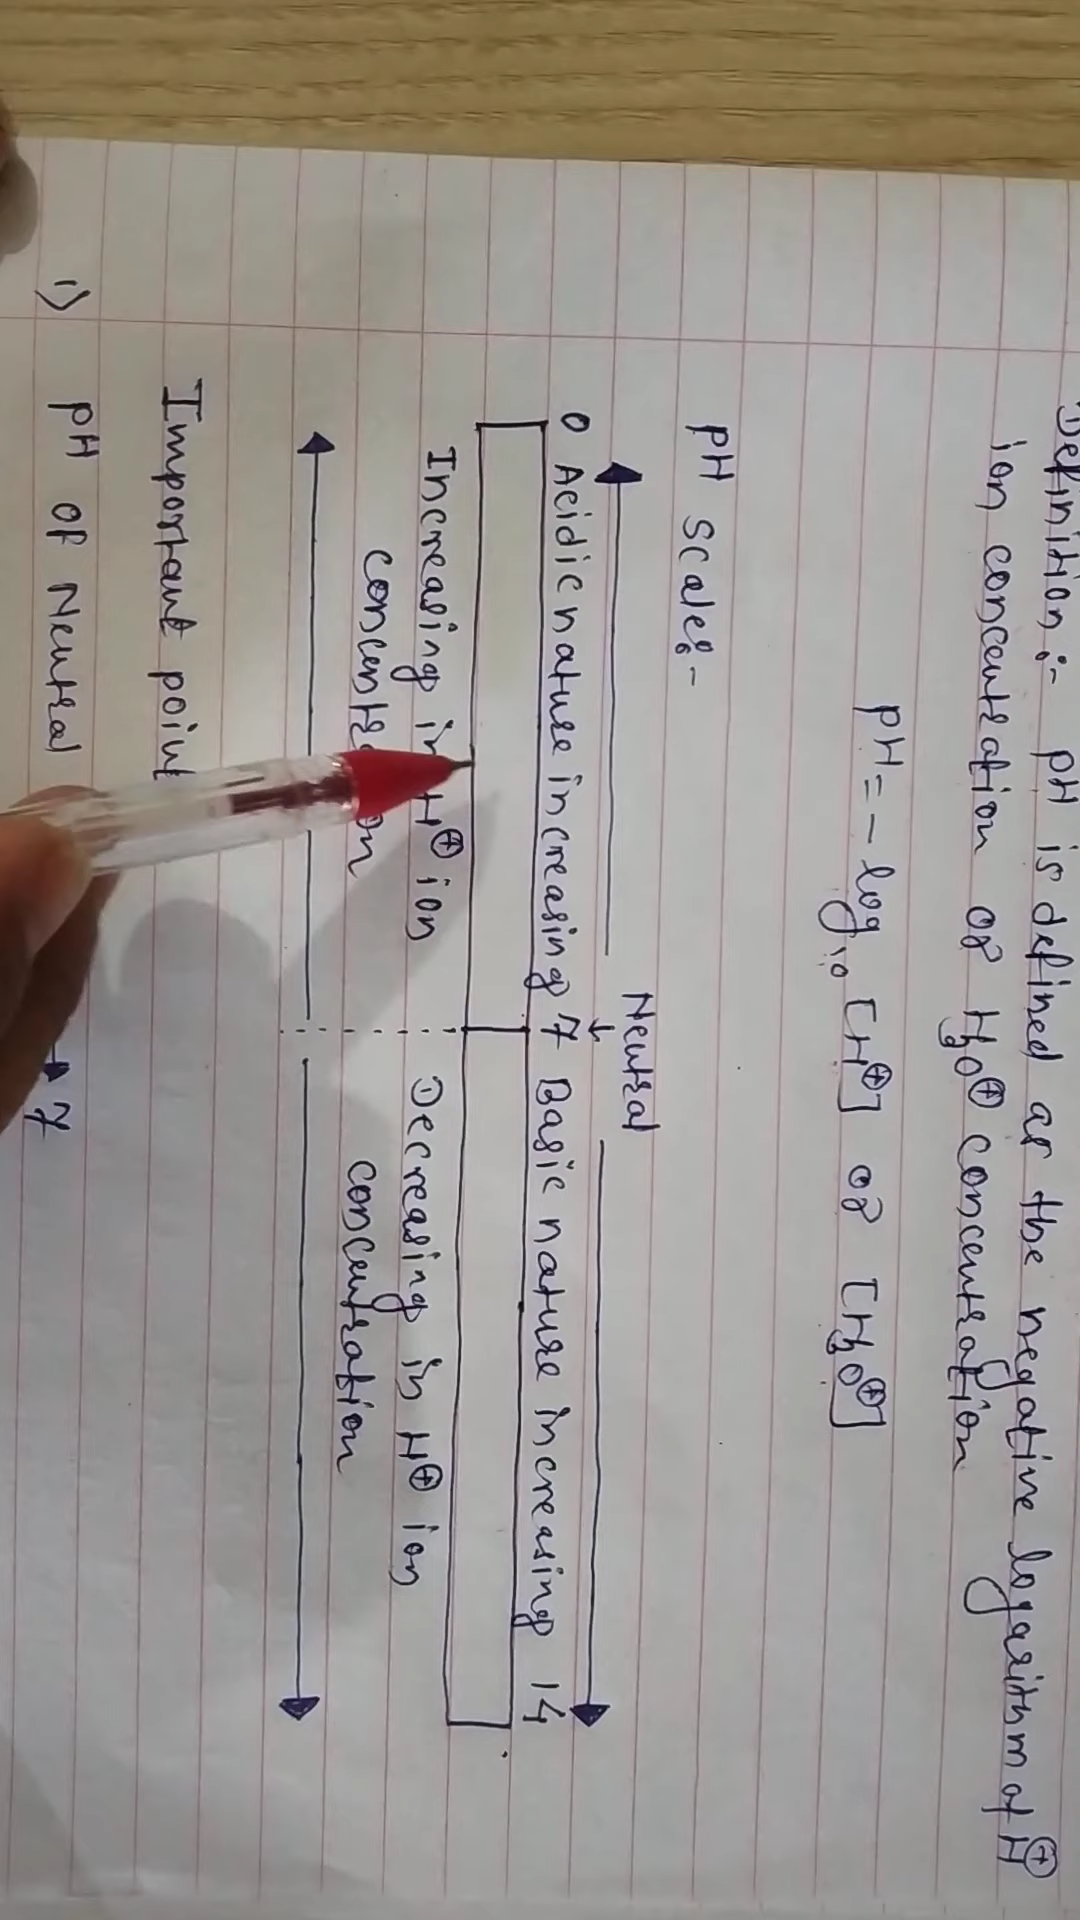 Definition:- pH is defined as the negative logarithm of H⊕
ion concentration or H3O⊕ concentration
pH = - log10 [H⊕] or [H3O⊕]
pH Scale:-
Neutral
0 Acidic nature increasing 7 Basic nature increasing 14
Increasing in H⊕ ion Decreasing in H⊕ ion
concentration concentration
Important point
1) pH of Neutral → 7